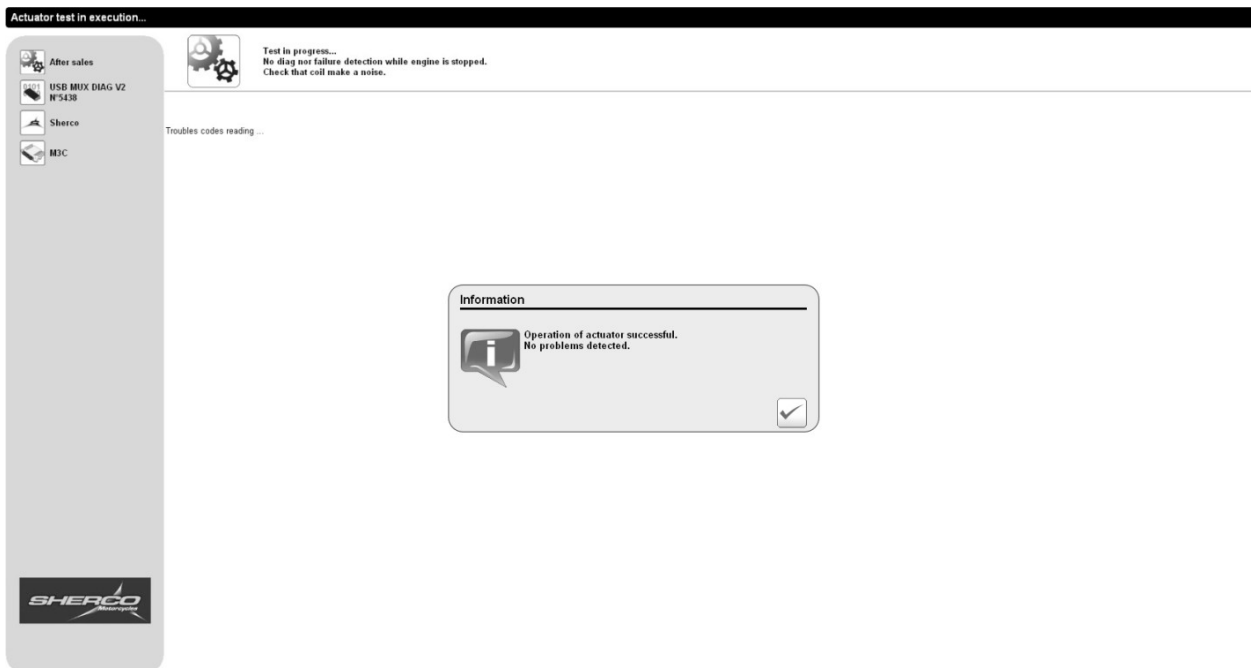 Actuator test in execution...
After sales
USB MUX DIAG V2
N°5438
Sherco
M3C
Test in progress...
No diag nor failure detection while engine is stopped.
Check that coil make a noise.
Troubles codes reading ...
Information
Operation of actuator successful.
No problems detected.
SHERCO
Motorcycles